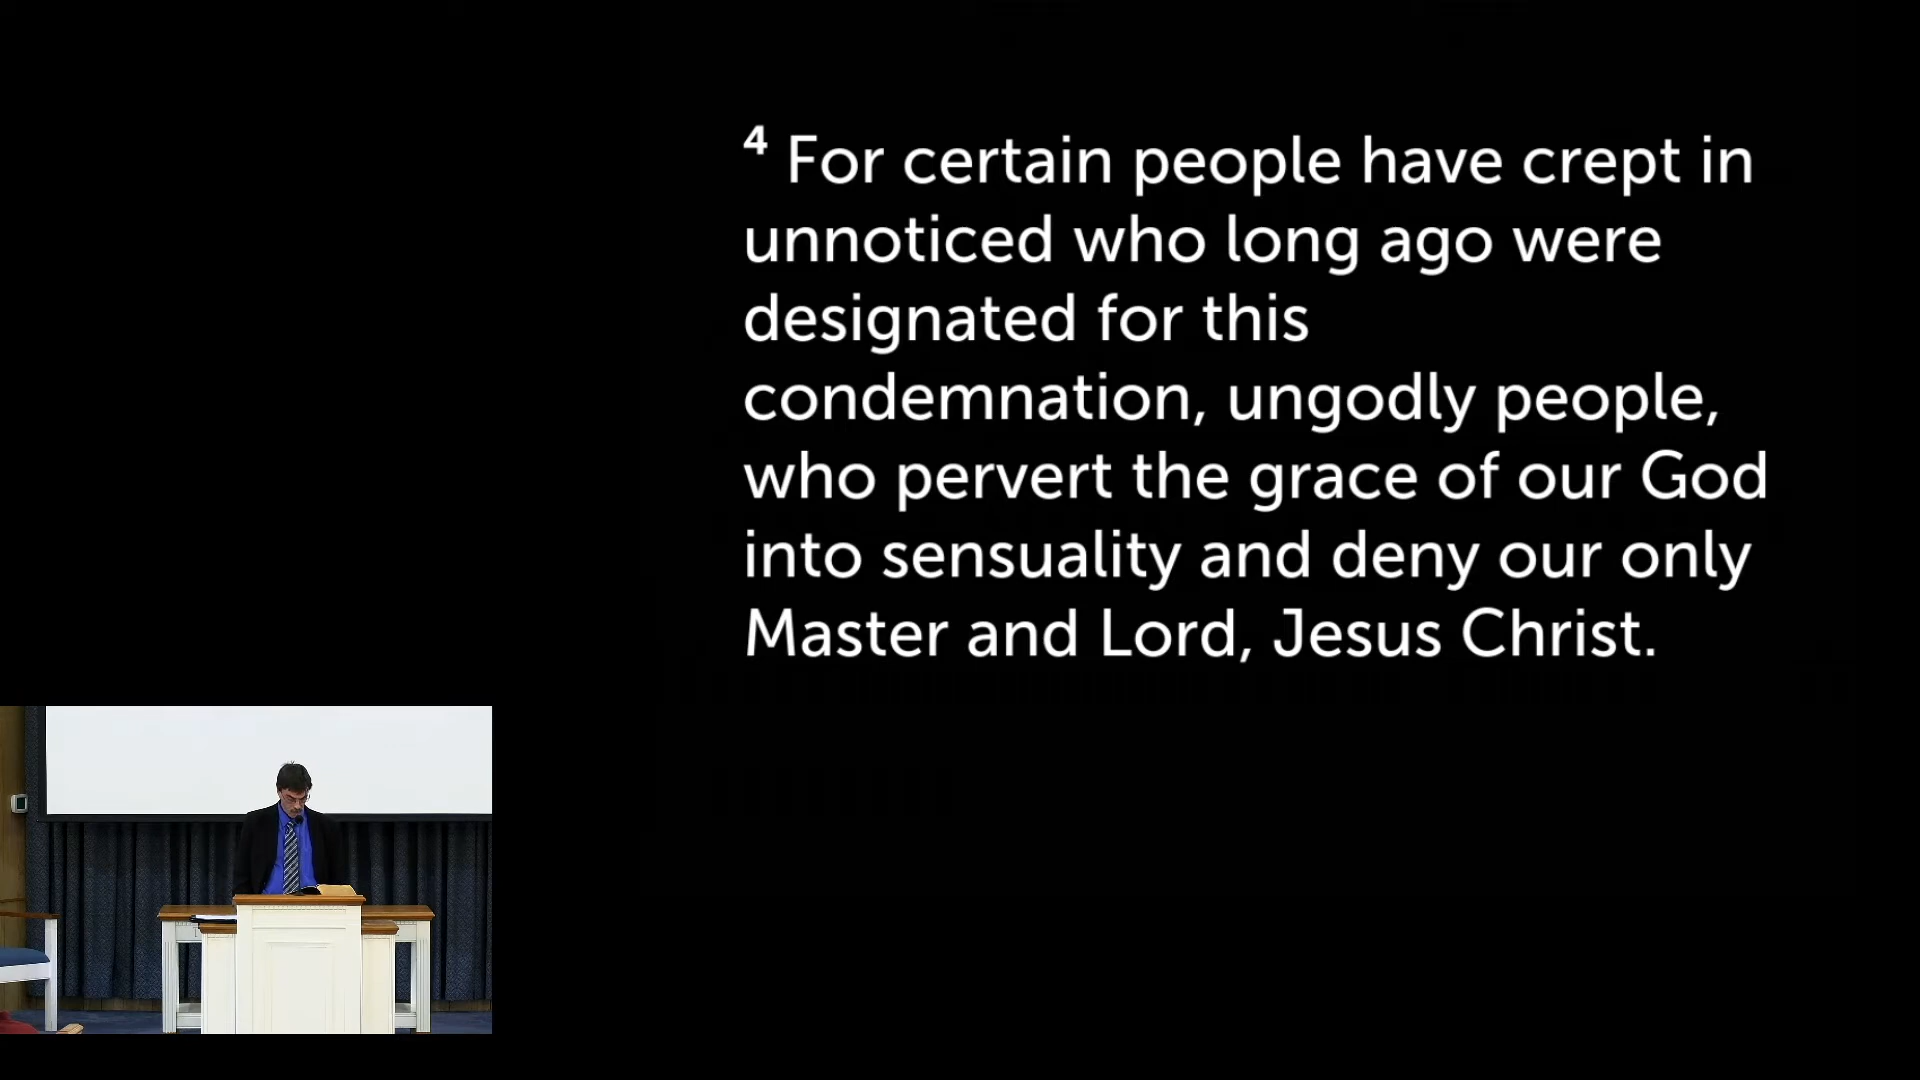 4 For certain people have crept in
unnoticed who long ago were
designated for this
condemnation, ungodly people,
who pervert the grace of our God
into sensuality and deny our only
Master and Lord, Jesus Christ.